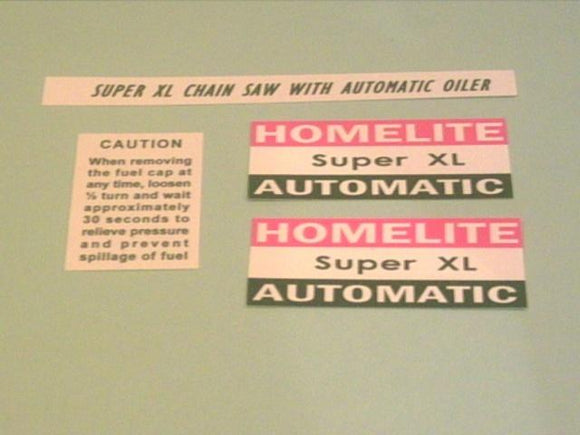 SUPER XL CHAIN SAW WITH AUTOMATIC OILER
CAUTION
When removing
the fuel cap at
any time, loosen
½ turn and wait
approximately
30 seconds to
relieve pressure
and prevent
spillage of fuel
HOMELITE
Super XL
AUTOMATIC
HOMELITE
Super XL
AUTOMATIC